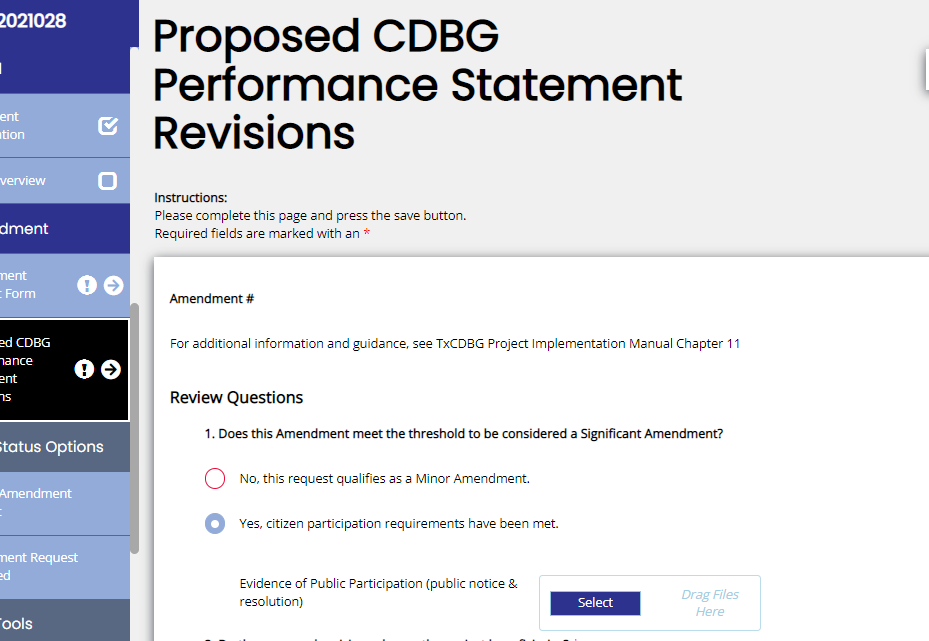 2021028
ent
tion
verview
dment
ment
Form
ed CDBG
mance
ent
ns
Status Options
Amendment
ment Request
ed
Tools
Proposed CDBG
Performance Statement
Revisions
Instructions:
Please complete this page and press the save button.
Required fields are marked with an *
Amendment #
For additional information and guidance, see TxCDBG Project Implementation Manual Chapter 11
Review Questions
1. Does this Amendment meet the threshold to be considered a Significant Amendment?
No, this request qualifies as a Minor Amendment.
Yes, citizen participation requirements have been met.
Evidence of Public Participation (public notice &
resolution)
Select
Drag Files
Here